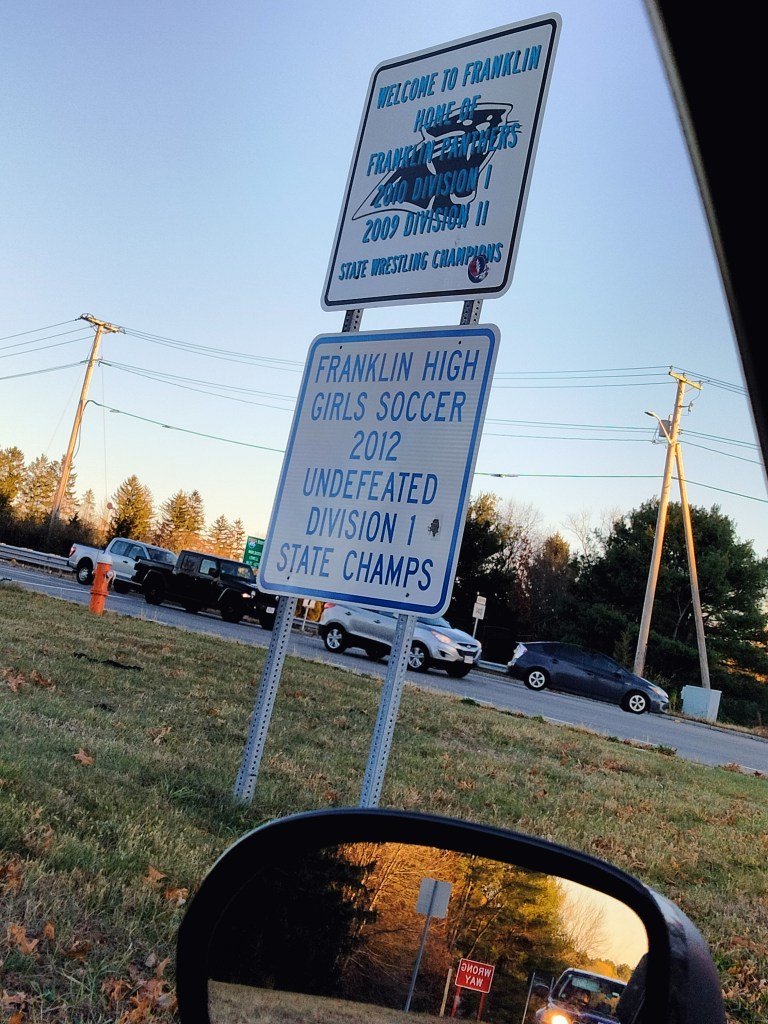 WELCOME TO FRANKLIN
HOME OF
FRANKLIN PANTHERS
2010 DIVISION I
2009 DIVISION II
STATE WRESTLING CHAMPIONS
FRANKLIN HIGH
GIRLS SOCCER
2012
UNDEFEATED
DIVISION 1
STATE CHAMPS
WRONG
WAY